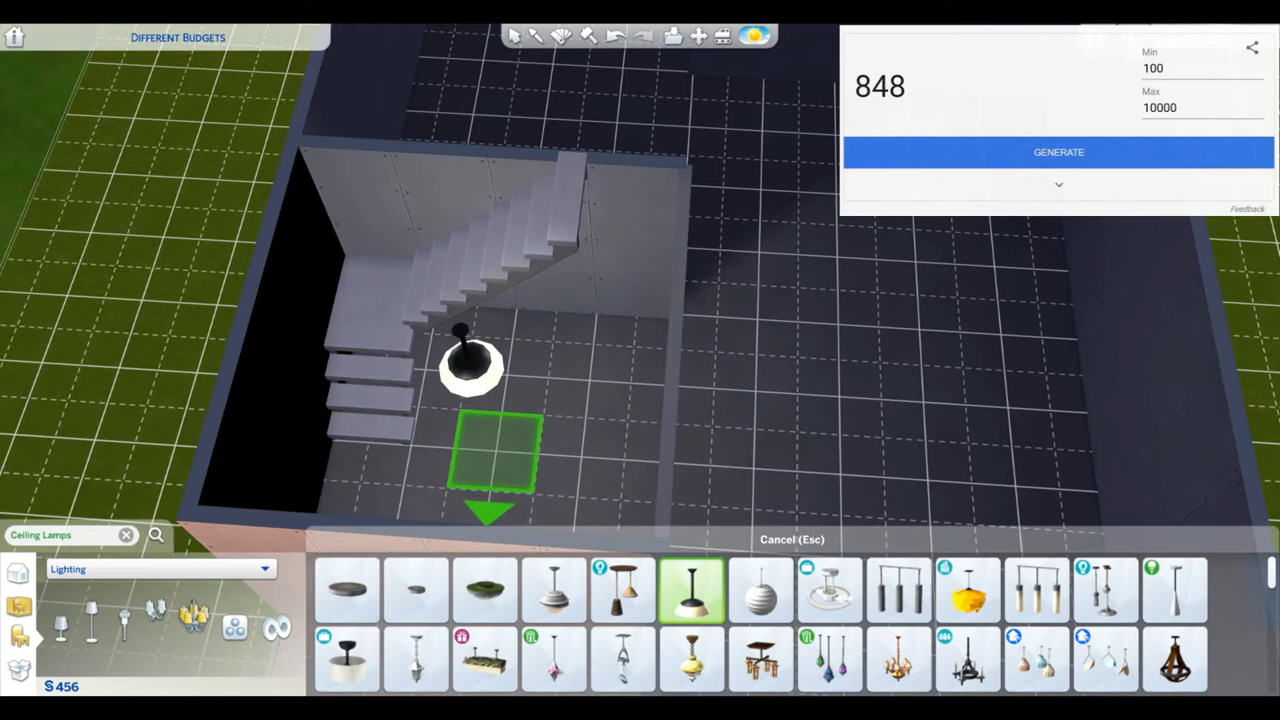 DIFFERENT BUDGETS
848
Min
100
Max
10000
GENERATE
Feedback
Cancel (Esc)
Ceiling Lamps
Lighting
§456